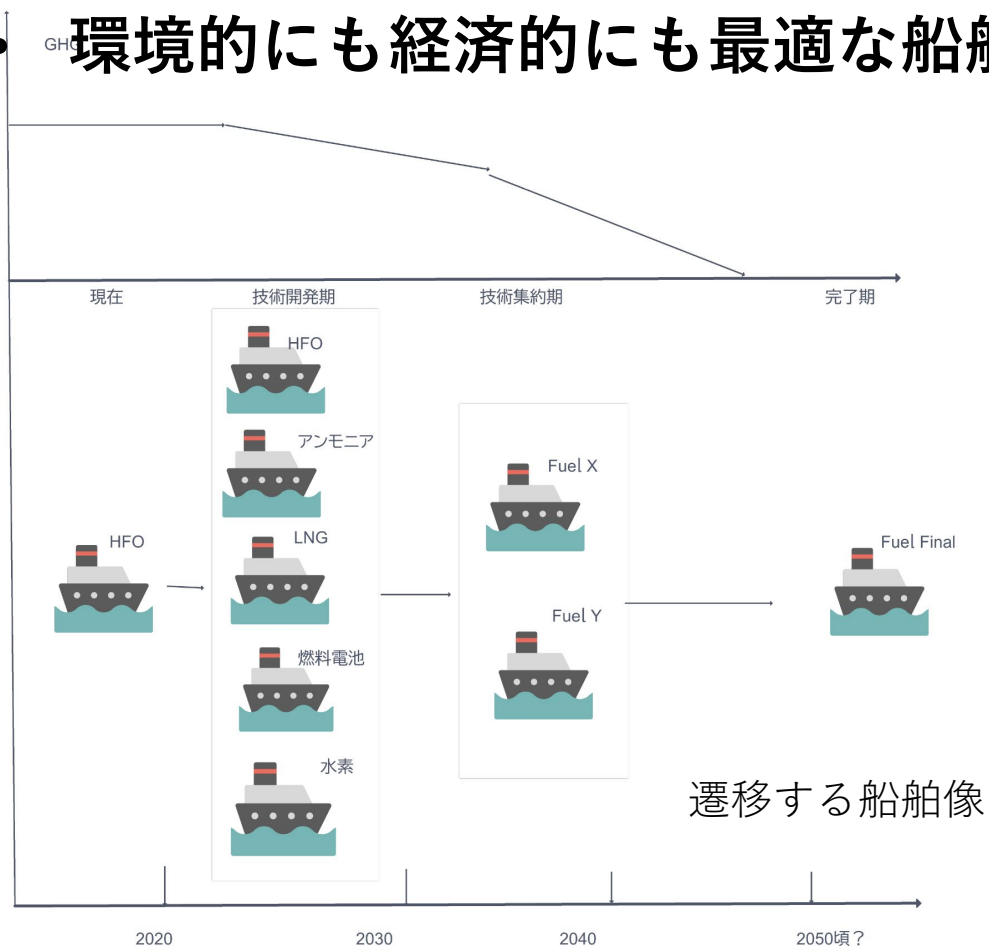 ・ 環境的にも経済的にも最適な船舶
GHG
現在
技術開発期
技術集約期
完了期
HFO
アンモニア
HFO
LNG
燃料電池
水素
Fuel X
Fuel Y
Fuel Final
遷移する船舶像
2020
2030
2040
2050頃？